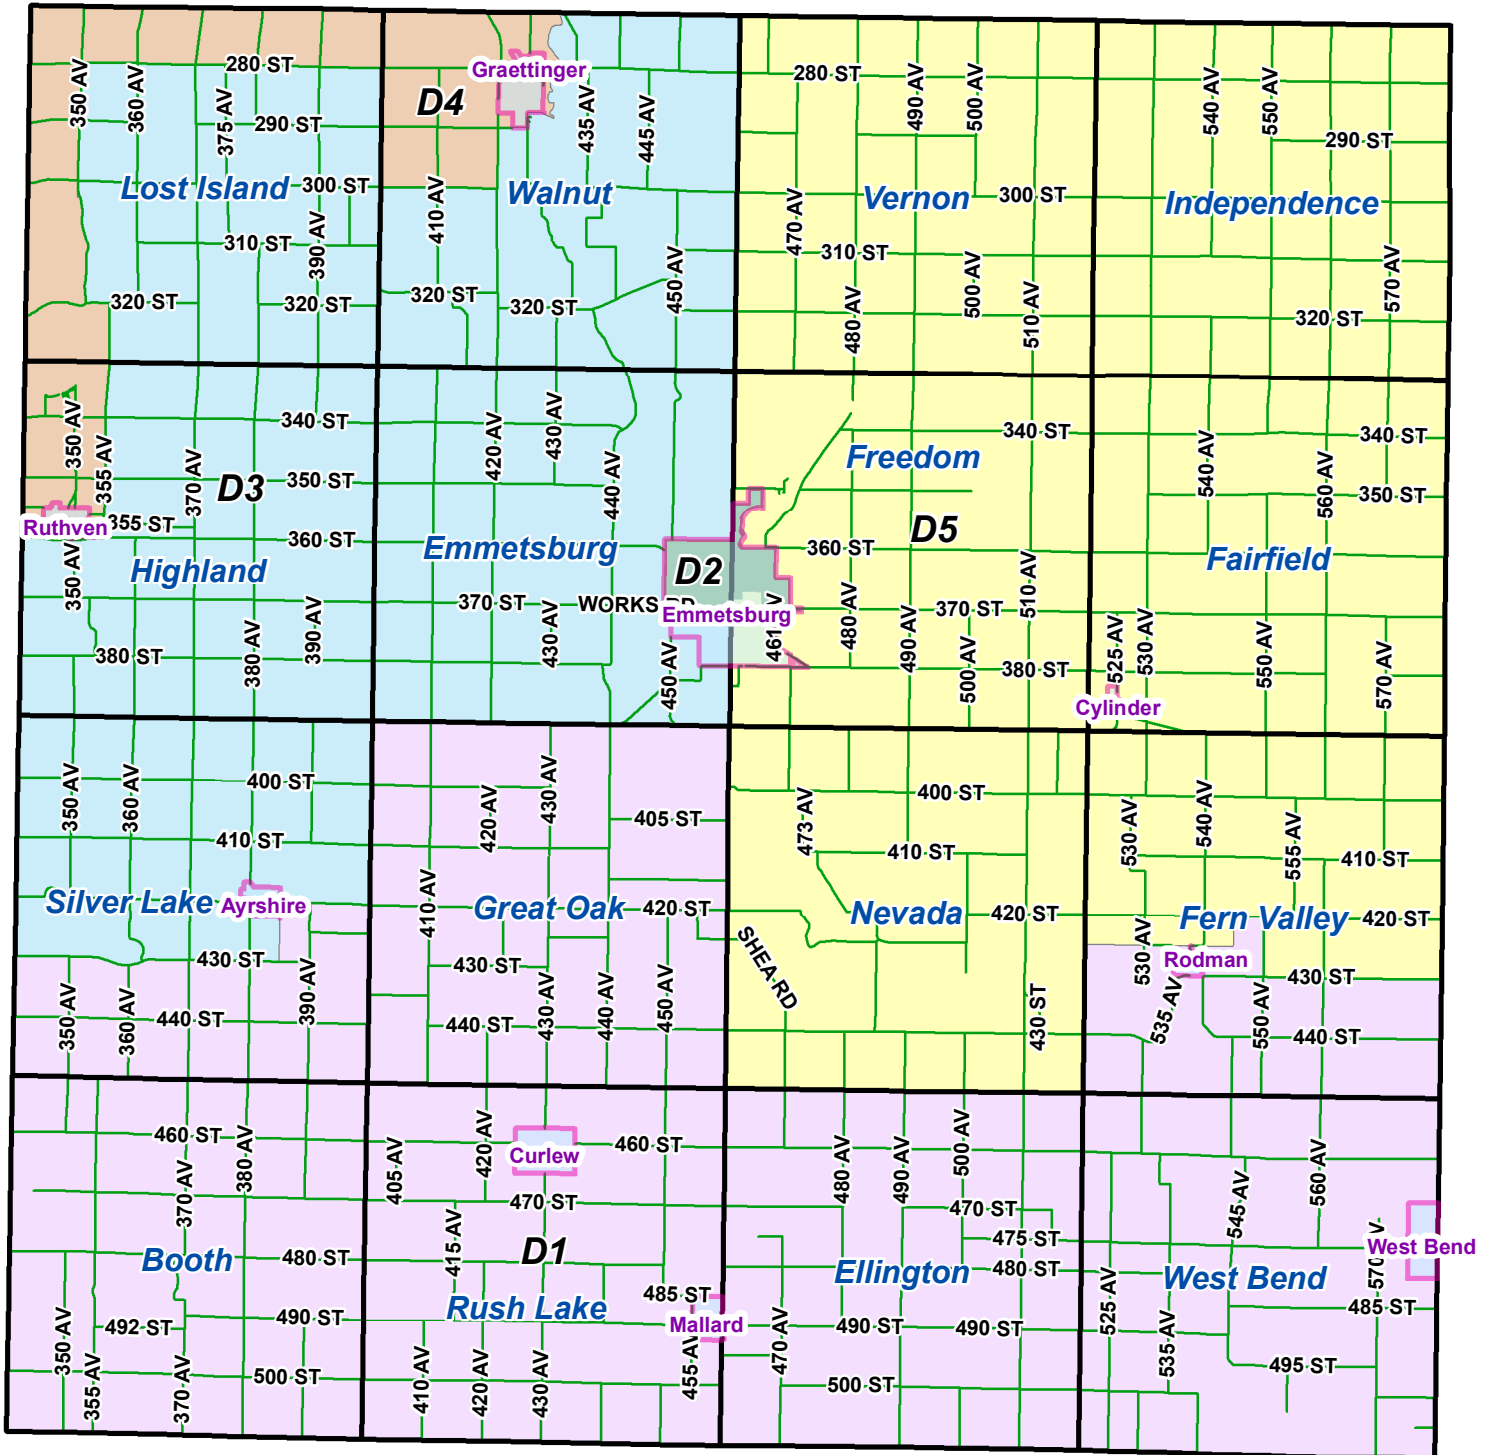 280 ST
350 AV
360 AV
375 AV
290 ST
Lost Island
300 ST
390 AV
310 ST
320 ST
320 ST
Graettinger
D4
435 AV
445 AV
Walnut
410 AV
450 AV
320 ST
320 ST
280 ST
490 AV
500 AV
Vernon
300 ST
470 AV
310 ST
500 AV
480 AV
510 AV
540 AV
550 AV
290 ST
Independence
570 AV
320 ST
350 AV
340 ST
355 AV
370 AV
D3
350 ST
Ruthven
355 ST
360 ST
350 AV
Highland
390 AV
380 AV
380 ST
420 AV
430 AV
440 AV
Emmetsburg
D2
370 ST
WORKS
Emmetsburg
430 AV
450 AV
340 ST
Freedom
D5
360 ST
461
480 AV
490 AV
370 ST
510 AV
500 AV
380 ST
340 ST
540 AV
560 AV
350 ST
Fairfield
525 AV
530 AV
550 AV
570 AV
Cylinder
350 AV
360 AV
400 ST
410 ST
Silver Lake
Ayrshire
430 ST
390 AV
350 AV
360 AV
440 ST
430 AV
420 AV
405 ST
410 AV
Great Oak
420 ST
430 ST
430 AV
440 AV
450 AV
440 ST
473 AV
400 ST
410 ST
Nevada
420 ST
SHEA RD
430 ST
530 AV
540 AV
555 AV
410 ST
Fern Valley
420 ST
530 AV
Rodman
430 ST
535 AV
550 AV
440 ST
460 ST
380 AV
370 AV
Booth
480 ST
350 AV
492 ST
490 ST
355 AV
370 AV
500 ST
405 AV
420 AV
Curlew
460 ST
470 ST
415 AV
D1
485 ST
Rush Lake
Mallard
410 AV
420 AV
430 AV
455 AV
480 AV
490 AV
500 AV
470 ST
475 ST
Ellington
480 ST
470 AV
490 ST
490 ST
500 ST
560 AV
545 AV
570
West Bend
West Bend
525 AV
485 ST
535 AV
495 ST